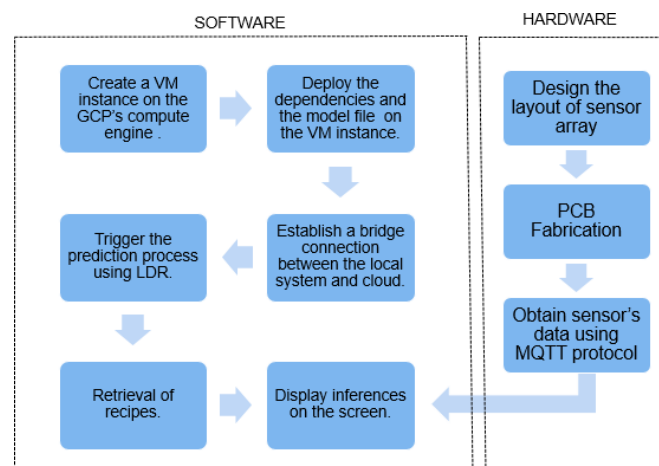 SOFTWARE
HARDWARE
Create a VM
instance on the
GCP's compute
engine .
Deploy the
dependencies and
the model file on
the VM instance.
Trigger the
prediction process
using LDR.
Establish a bridge
connection
between the local
system and cloud.
Retrieval of
recipes.
Display inferences
on the screen.
Design the
layout of sensor
array
PCB
Fabrication
Obtain sensor's
data using
MQTT protocol